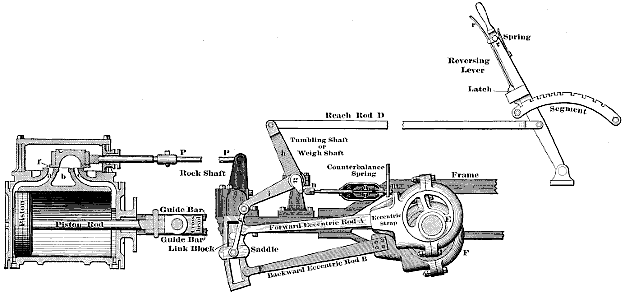 Spring
Reversing
Lever
Latch
Segment
Reach Rod D
Tumbling Shaft
or
Weigh Shaft
h
P
P
Rock Shaft
r
b
Counterbalance
Spring
Frame
g
Guide Bar
Piston
Piston-Rod
Guide Bar
Link Block
Saddle
Forward Eccentric Rod A
Eccentric
Strap
E
Backward Eccentric Rod B
F